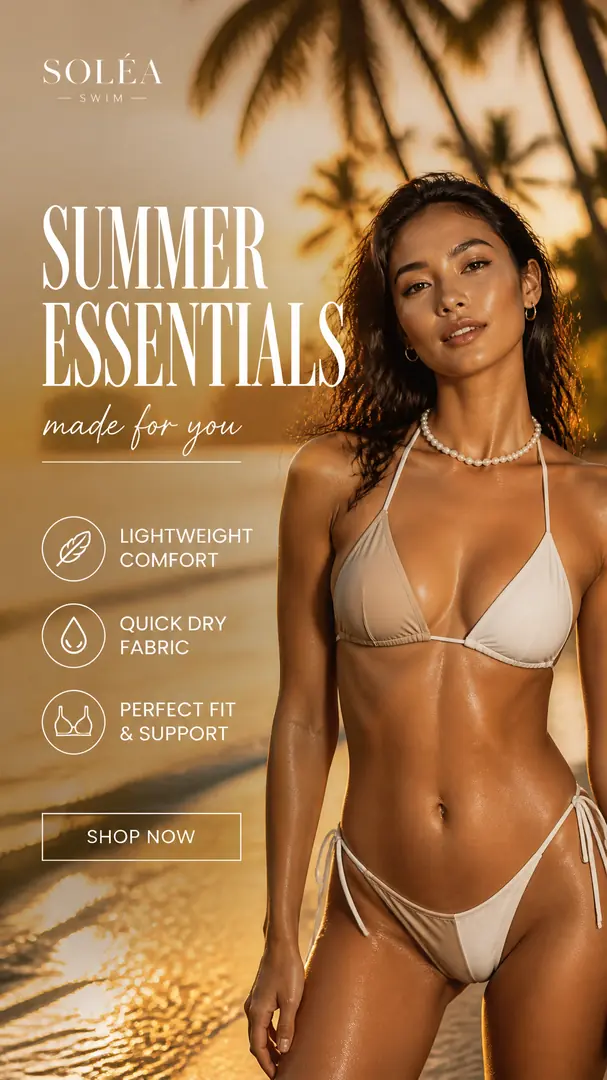 SOLÉA
SWIM
SUMMER
ESSENTIALS
made for you
LIGHTWEIGHT
COMFORT
QUICK DRY
FABRIC
PERFECT FIT
& SUPPORT
SHOP NOW